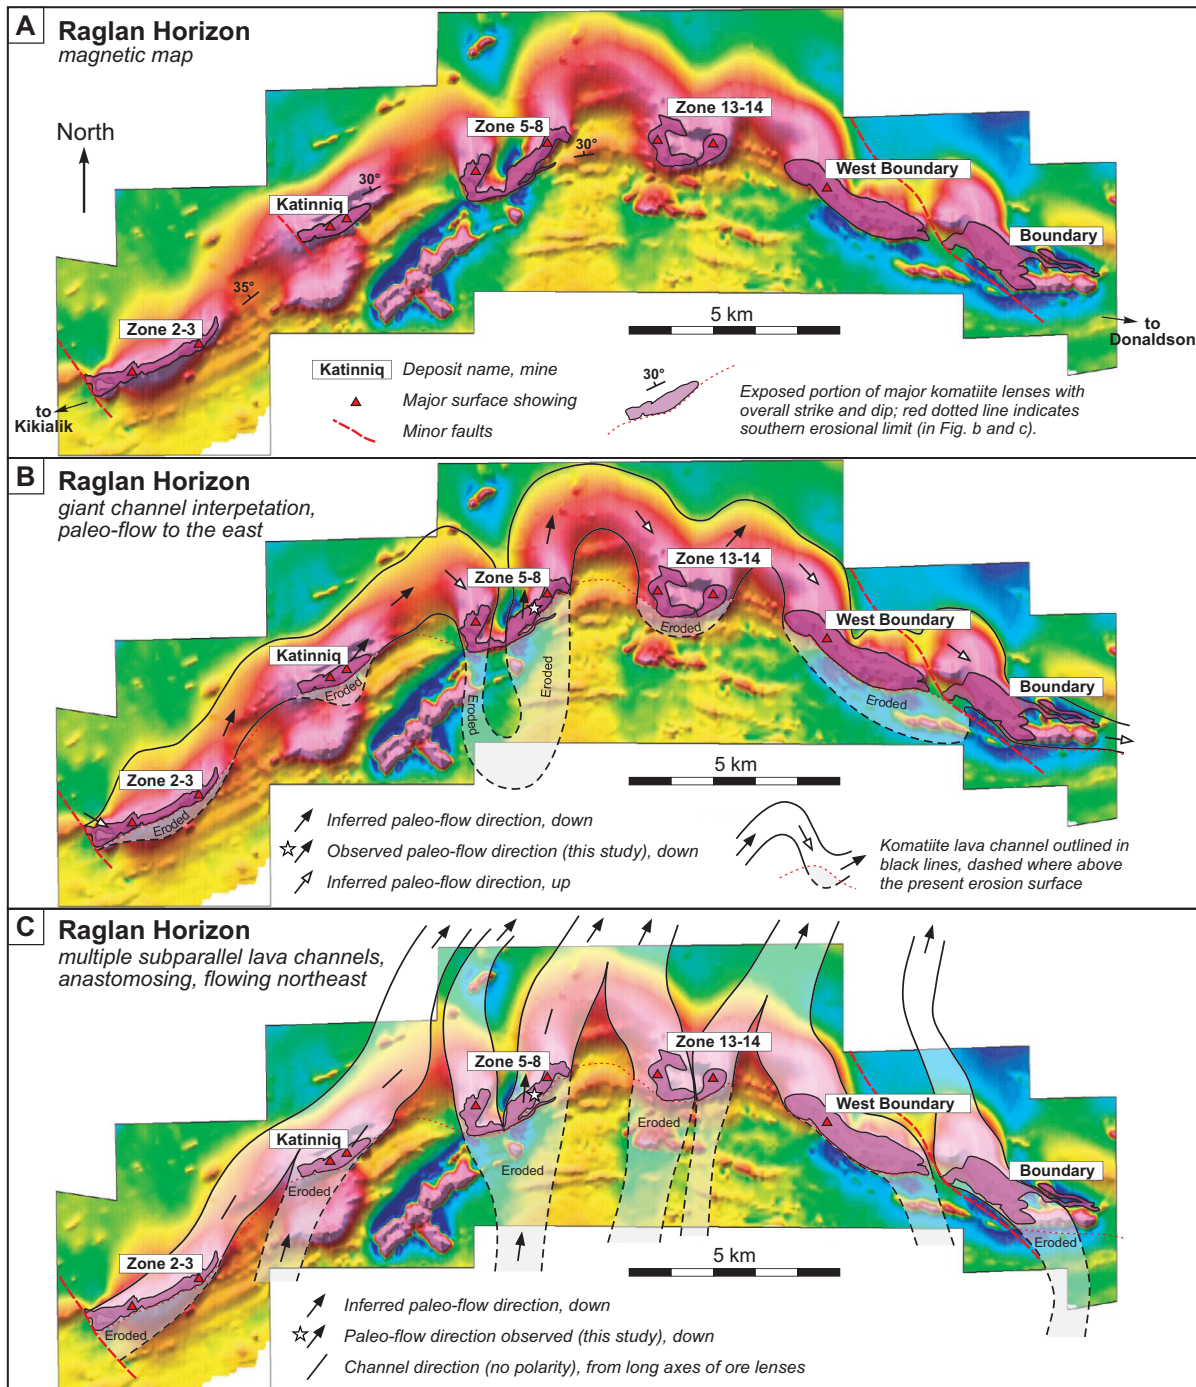 A
Raglan Horizon
magnetic map
North
Zone 13-14
Zone 5-8
30°
30°
West Boundary
Katinniq
Boundary
35°
Zone 2-3
5 km
to
Donaldson
to
Kikialik
Katinniq
Deposit name, mine
Major surface showing
Minor faults
30°
Exposed portion of major komatiite lenses with
overall strike and dip; red dotted line indicates
southern erosional limit (in Fig. b and c).
B
Raglan Horizon
giant channel interpetation,
paleo-flow to the east
Zone 13-14
Zone 5-8
Eroded
West Boundary
Katinniq
Eroded
Eroded
Boundary
Eroded
Eroded
Zone 2-3
Eroded
5 km
Inferred paleo-flow direction, down
Observed paleo-flow direction (this study), down
Inferred paleo-flow direction, up
Komatiite lava channel outlined in
black lines, dashed where above
the present erosion surface
C
Raglan Horizon
multiple subparallel lava channels,
anastomosing, flowing northeast
Zone 13-14
Zone 5-8
West Boundary
Eroded
Katinniq
Eroded
Boundary
Eroded
Eroded
Zone 2-3
Eroded
5 km
Inferred paleo-flow direction, down
Paleo-flow direction observed (this study), down
Channel direction (no polarity), from long axes of ore lenses